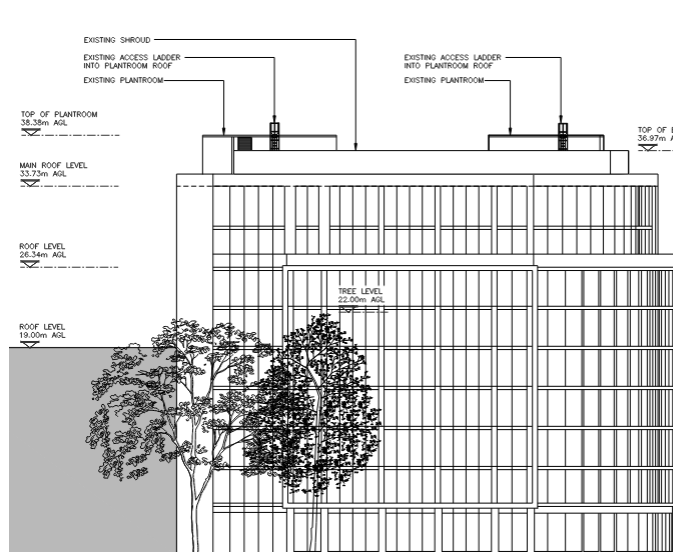 EXISTING SHROUD
EXISTING ACCESS LADDER
INTO PLANTROOM ROOF
EXISTING PLANTROOM
EXISTING ACCESS LADDER
INTO PLANTROOM ROOF
EXISTING PLANTROOM
TOP OF PLANTROOM
38.38m AGL
TOP OF
36.97m
MAIN ROOF LEVEL
33.73m AGL
ROOF LEVEL
26.34m AGL
TREE LEVEL
22.00m AGL
ROOF LEVEL
19.00m AGL